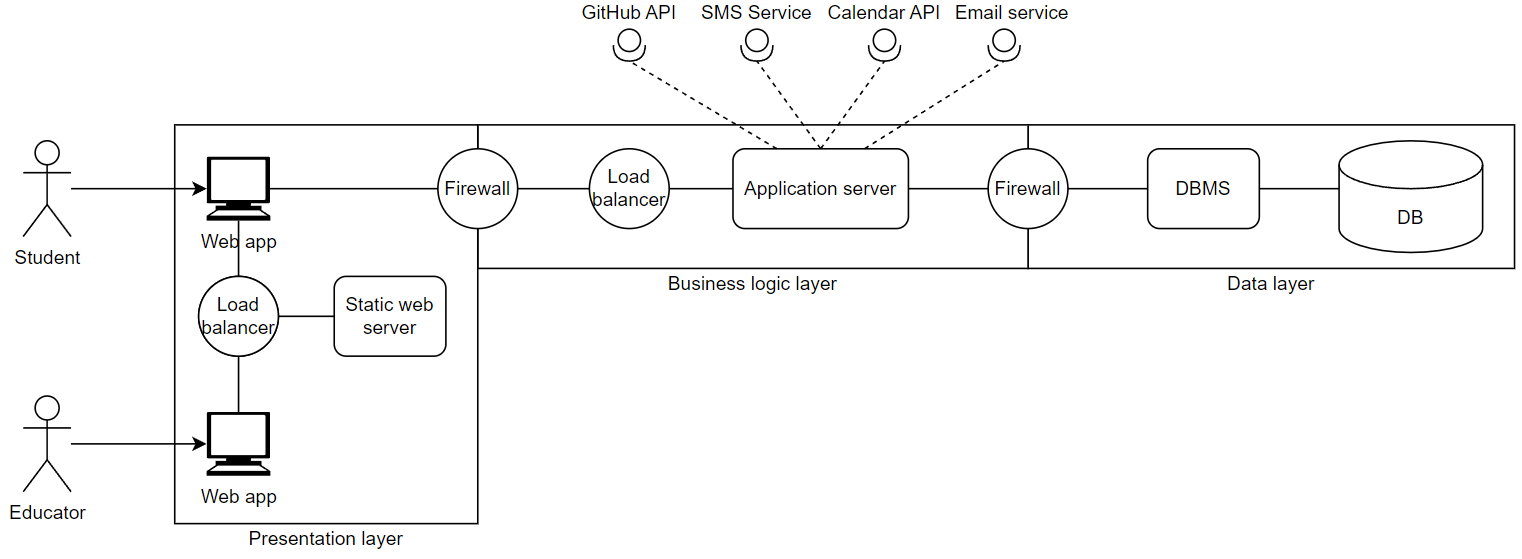 GitHub API
SMS Service
Calendar API
Email service
Student
Web app
Firewall
Load
balancer
Application server
Firewall
DBMS
DB
Business logic layer
Data layer
Load
balancer
Static web
server
Educator
Web app
Presentation layer